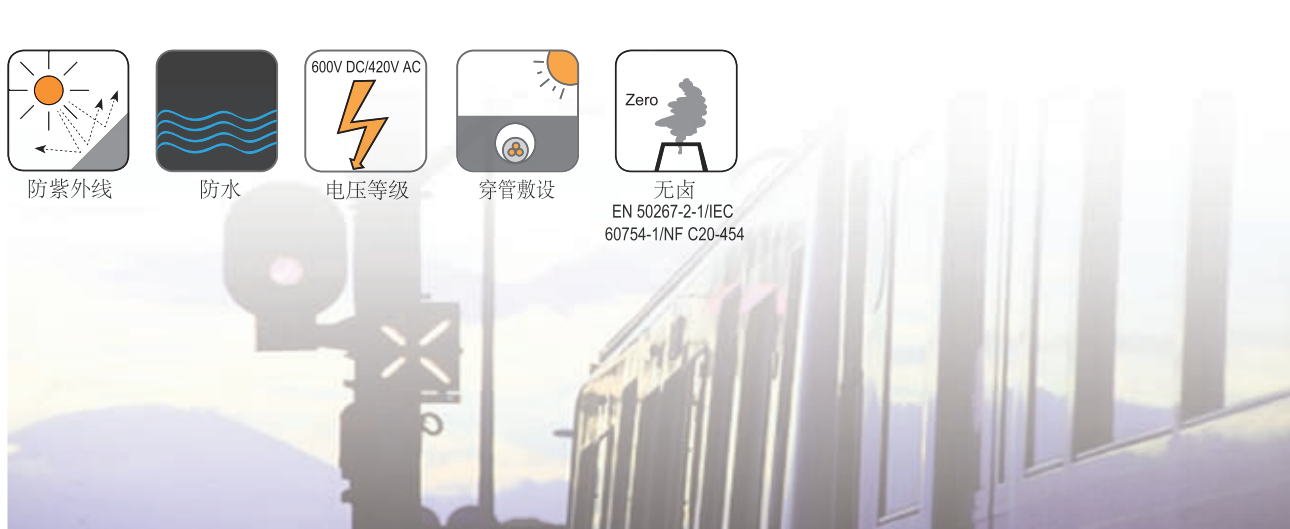 600V DC/420V AC
Zero
防紫外线
防水
电压等级
穿管敷设
无卤
EN 50267-2-1/IEC
60754-1/NF C20-454